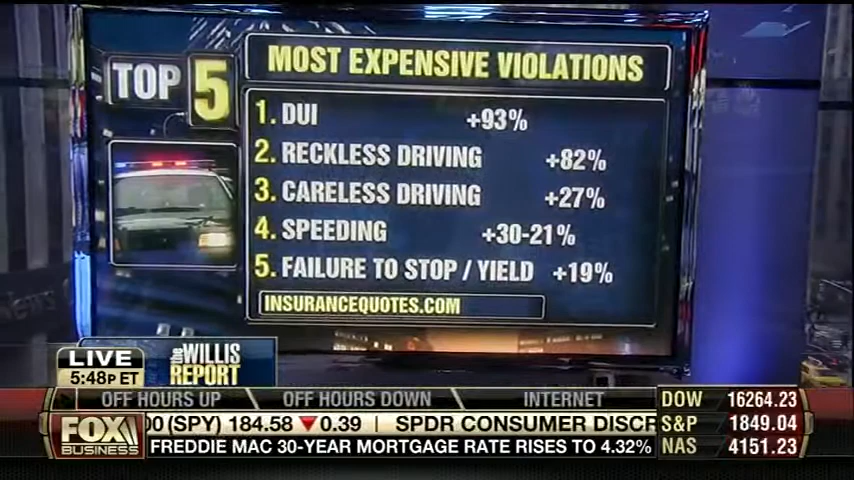 TOP 5
MOST EXPENSIVE VIOLATIONS
1. DUI +93%
2. RECKLESS DRIVING +82%
3. CARELESS DRIVING +27%
4. SPEEDING +30-21%
5. FAILURE TO STOP / YIELD +19%
INSURANCEQUOTES.COM
LIVE
5:48P ET
the WILLIS
REPORT
OFF HOURS UP OFF HOURS DOWN INTERNET
DOW 16264.23
00 (SPY) 184.58 ▼0.39 | SPDR CONSUMER DISCR
S&P 1849.04
FOX
BUSINESS
FREDDIE MAC 30-YEAR MORTGAGE RATE RISES TO 4.32%
NAS 4151.23